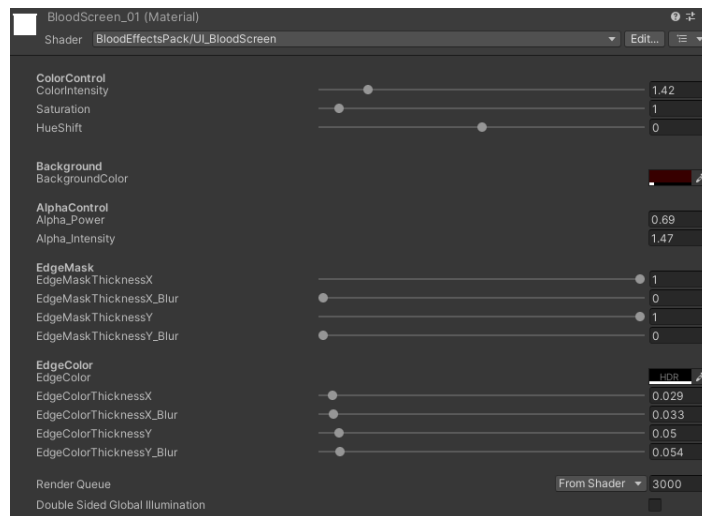 BloodScreen_01 (Material)
Shader BloodEffectsPack/UI_BloodScreen Edit...
ColorControl
ColorIntensity 1.42
Saturation 1
HueShift 0
Background
BackgroundColor
AlphaControl
Alpha_Power 0.69
Alpha_Intensity 1.47
EdgeMask
EdgeMaskThicknessX 1
EdgeMaskThicknessX_Blur 0
EdgeMaskThicknessY 1
EdgeMaskThicknessY_Blur 0
EdgeColor
EdgeColor HDR
EdgeColorThicknessX 0.029
EdgeColorThicknessX_Blur 0.033
EdgeColorThicknessY 0.05
EdgeColorThicknessY_Blur 0.054
Render Queue From Shader 3000
Double Sided Global Illumination